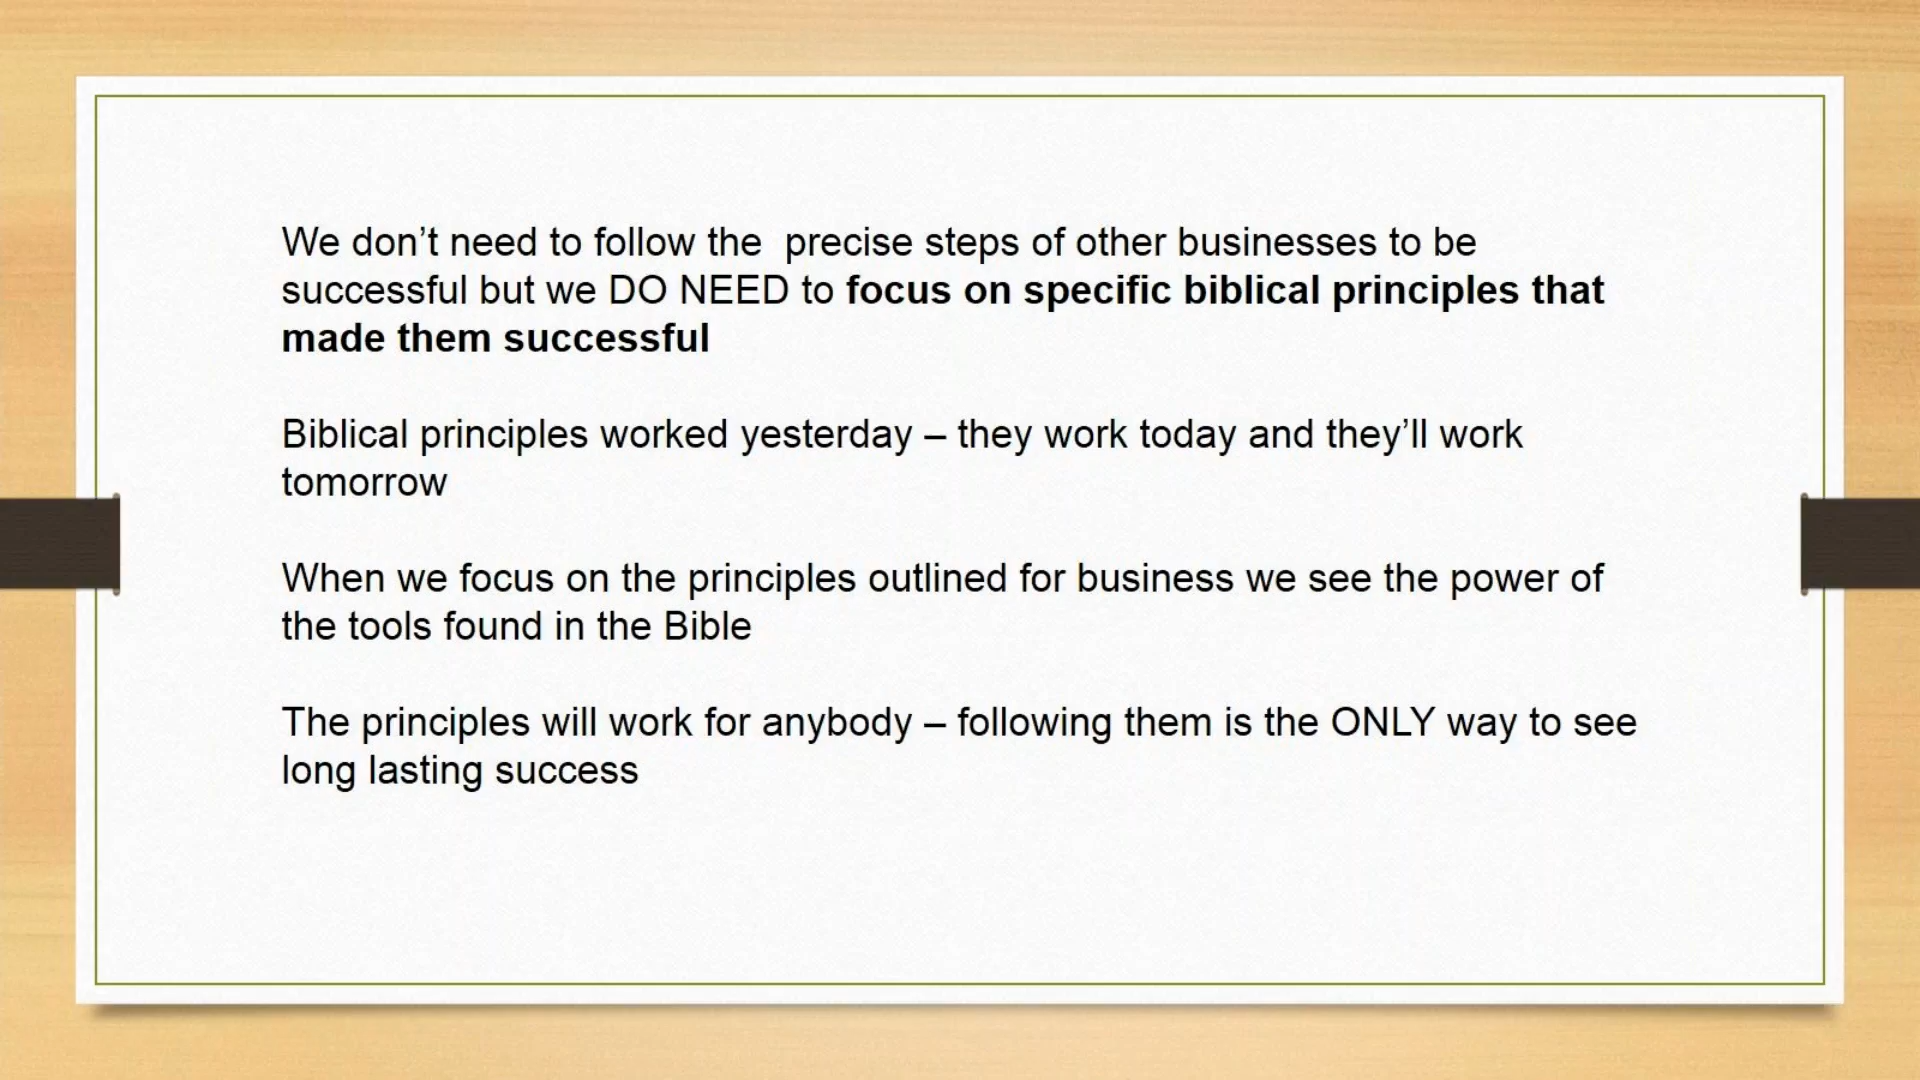 We don’t need to follow the  precise steps of other businesses to be
successful but we DO NEED to focus on specific biblical principles that
made them successful
Biblical principles worked yesterday – they work today and they’ll work
tomorrow
When we focus on the principles outlined for business we see the power of
the tools found in the Bible
The principles will work for anybody – following them is the ONLY way to see
long lasting success